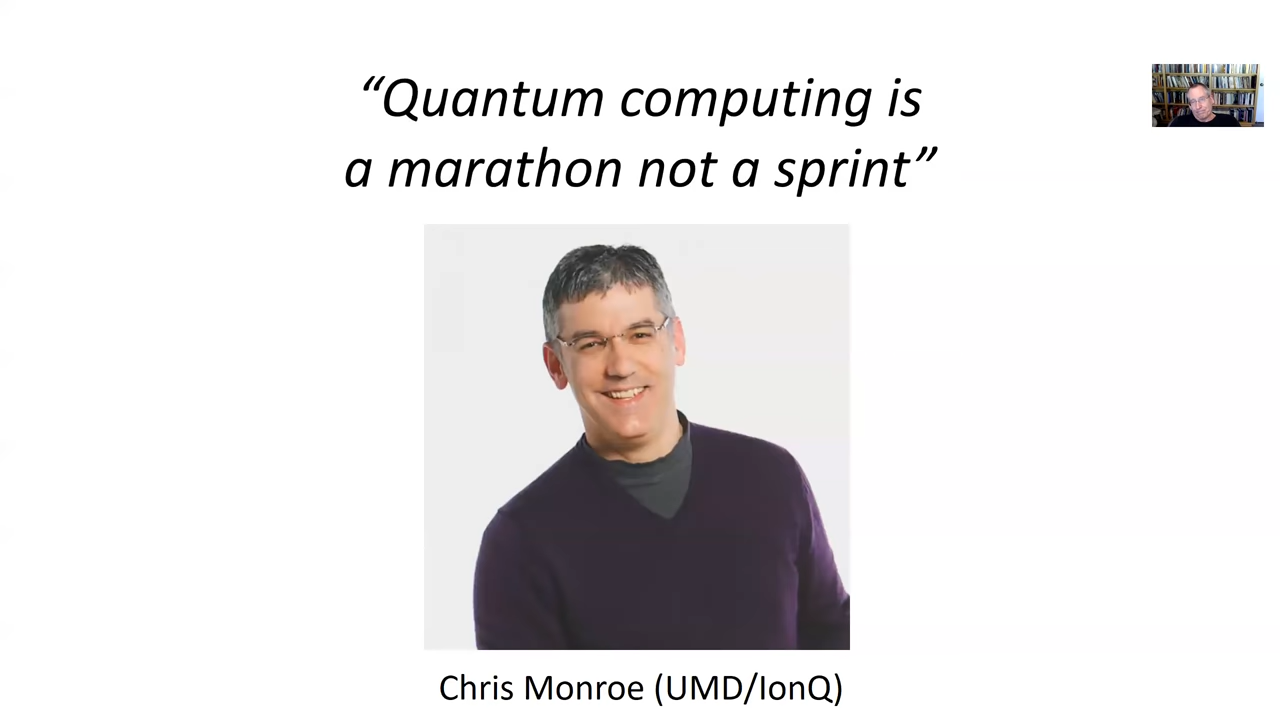 “Quantum computing is
a marathon not a sprint”
Chris Monroe (UMD/IonQ)